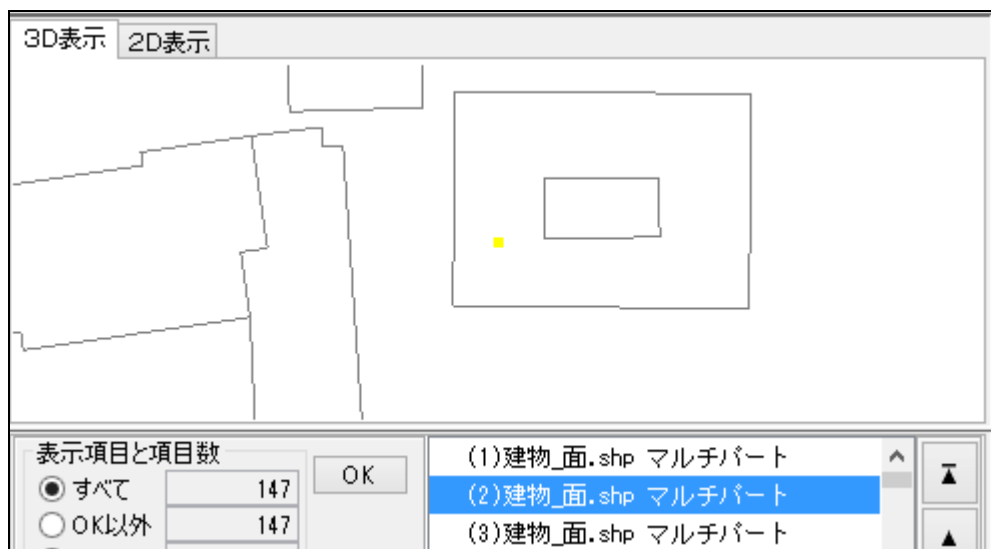 3D表示 2D表示
表示項目と項目数
すべて 147
OK以外 147
OK
(1)建物_面.shp マルチパート
(2)建物_面.shp マルチパート
(3)建物_面.shp マルチパート